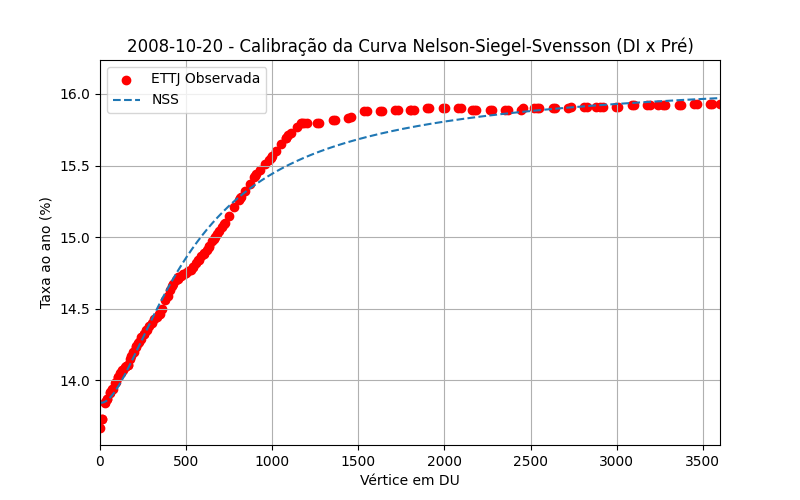 2008-10-20 - Calibração da Curva Nelson-Siegel-Svensson (DI x Pré)
ETTJ Observada
NSS
Taxa ao ano (%)
16.0
15.5
15.0
14.5
14.0
0 500 1000 1500 2000 2500 3000 3500
Vértice em DU